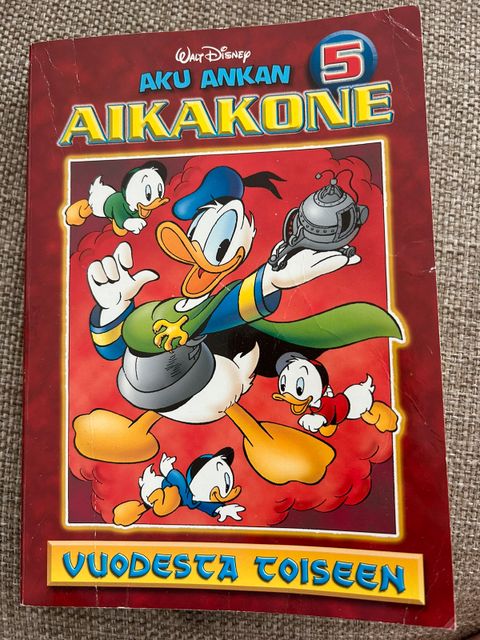 WALT DISNEY
AKU ANKAN
5
AIKAKONE
VUODESTA TOISEEN